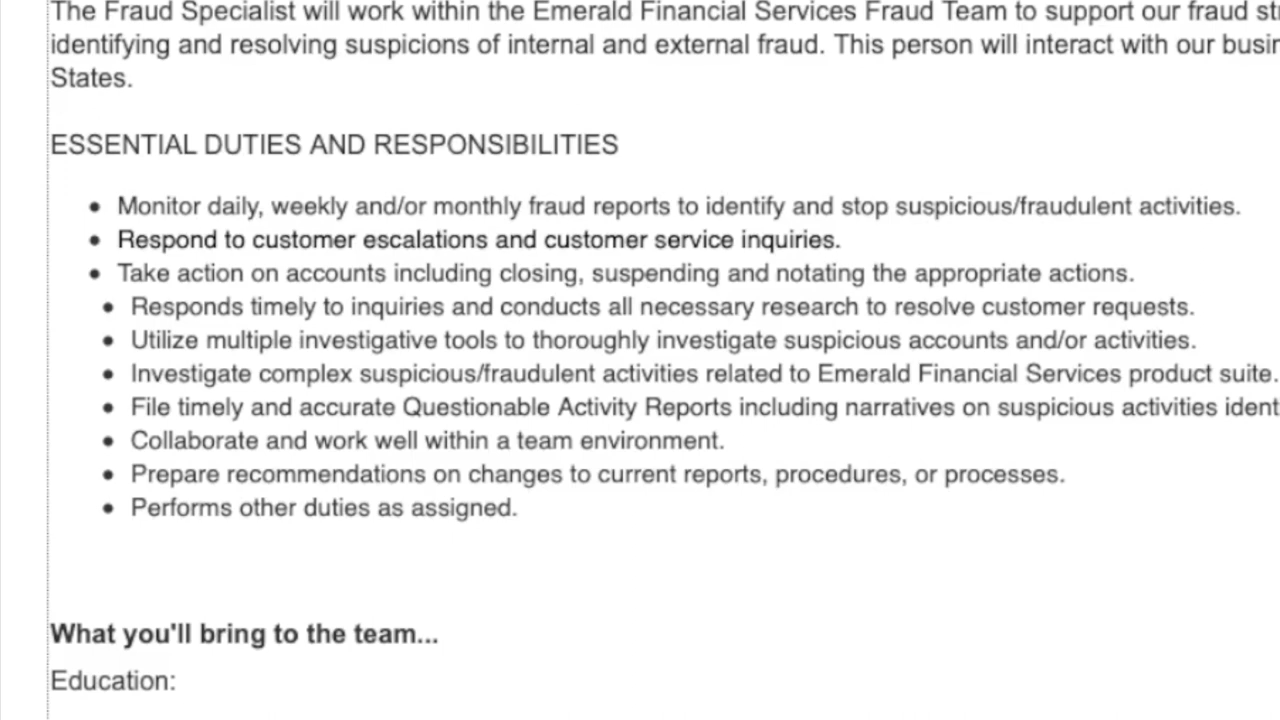 The Fraud Specialist will work within the Emerald Financial Services Fraud Team to support our fraud
identifying and resolving suspicions of internal and external fraud. This person will interact with our
States.
ESSENTIAL DUTIES AND RESPONSIBILITIES
• Monitor daily, weekly and/or monthly fraud reports to identify and stop suspicious/fraudulent activities.
• Respond to customer escalations and customer service inquiries.
• Take action on accounts including closing, suspending and notating the appropriate actions.
• Responds timely to inquiries and conducts all necessary research to resolve customer requests.
• Utilize multiple investigative tools to thoroughly investigate suspicious accounts and/or activities.
• Investigate complex suspicious/fraudulent activities related to Emerald Financial Services product suite.
• File timely and accurate Questionable Activity Reports including narratives on suspicious activities
• Collaborate and work well within a team environment.
• Prepare recommendations on changes to current reports, procedures, or processes.
• Performs other duties as assigned.
What you'll bring to the team...
Education: